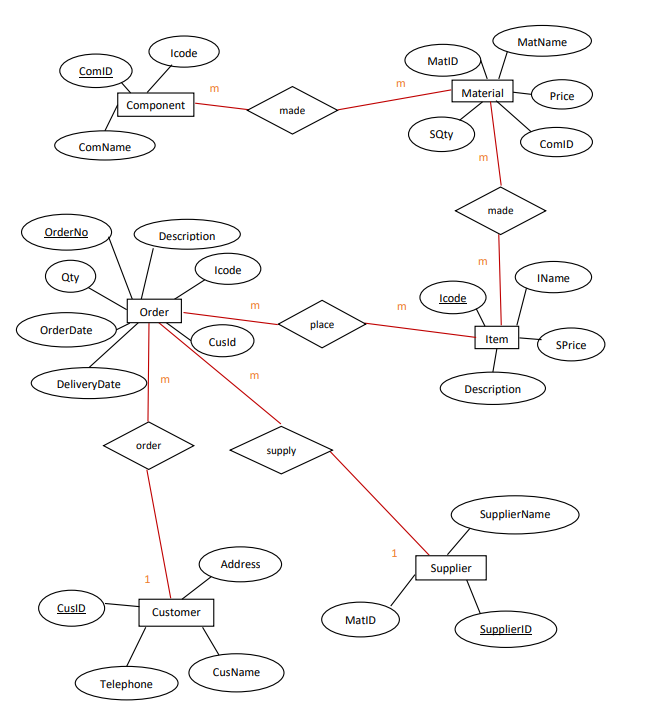 Icode
ComID
Component
ComName
m
made
m
MatID
MatName
Material
Price
SQty
ComID
m
made
m
OrderNo
Description
Icode
Qty
Order
OrderDate
CusId
DeliveryDate
m
place
m
Icode
IName
Item
SPrice
Description
m
order
1
m
supply
1
SupplierName
Supplier
MatID
SupplierID
Address
CusID
Customer
Telephone
CusName